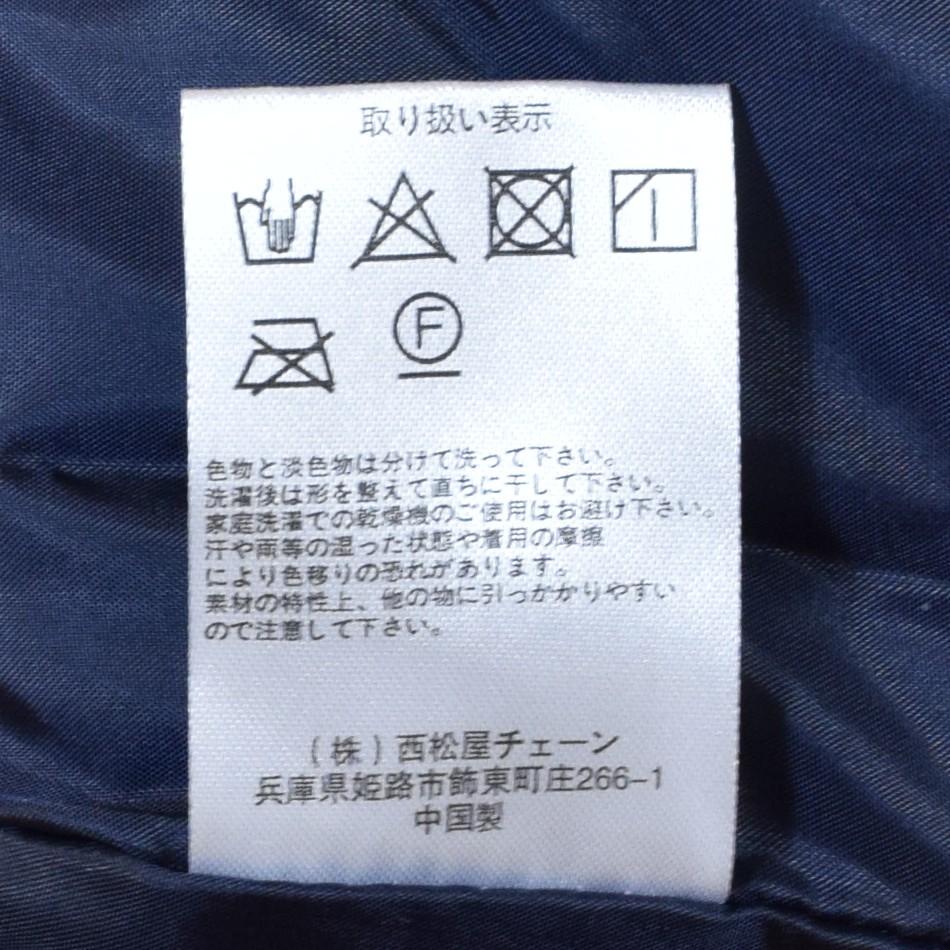 取り扱い表示
F
色物と淡色物は分けて洗って下さい。
洗濯後は形を整えて直ちに干して下さい。
家庭洗濯での乾燥機のご使用はお避け下さい。
汗や雨等の湿った状態や着用の摩擦
により色移りの恐れがあります。
素材の特性上、他の物に引っかかりやすい
ので注意して下さい。
(株)西松屋チェーン
兵庫県姫路市飾東町庄266-1
中国製